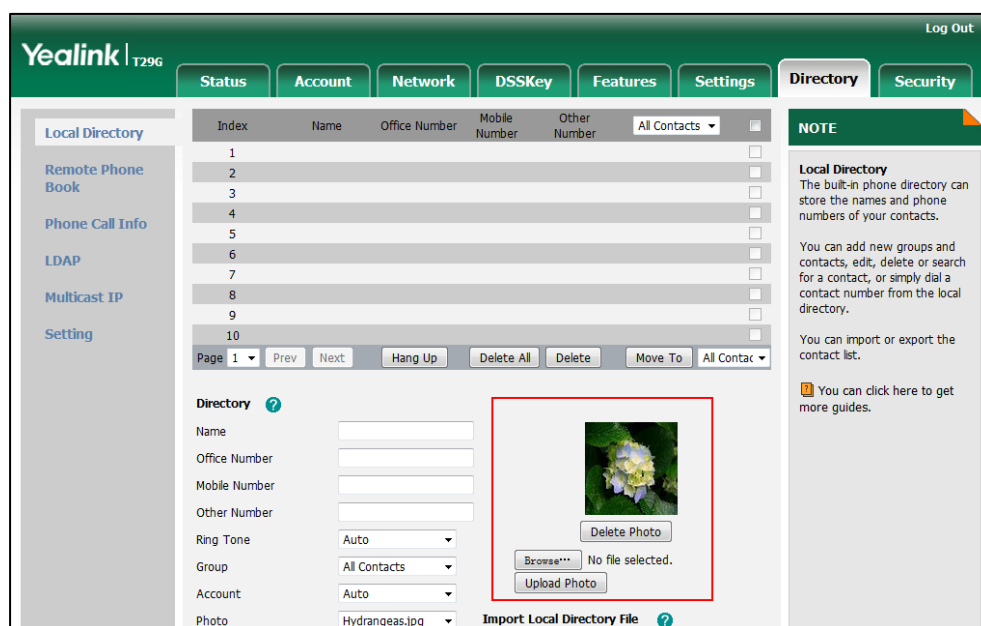 Log Out
Yealink T29G
Status Account Network DSSKey Features Settings Directory Security
Local Directory
Remote Phone
Book
Phone Call Info
LDAP
Multicast IP
Setting
Index Name Office Number Mobile Number Other Number All Contacts
1
2
3
4
5
6
7
8
9
10
Page 1 Prev Next Hang Up Delete All Delete Move To All Contac
Directory ?
Name
Office Number
Mobile Number
Other Number
Ring Tone Auto
Group All Contacts
Account Auto
Photo Hydrangeas.jpg
Delete Photo
Browse... No file selected.
Upload Photo
Import Local Directory File ?
NOTE
Local Directory
The built-in phone directory can
store the names and phone
numbers of your contacts.
You can add new groups and
contacts, edit, delete or search
for a contact, or simply dial a
contact number from the local
directory.
You can import or export the
contact list.
? You can click here to get
more guides.